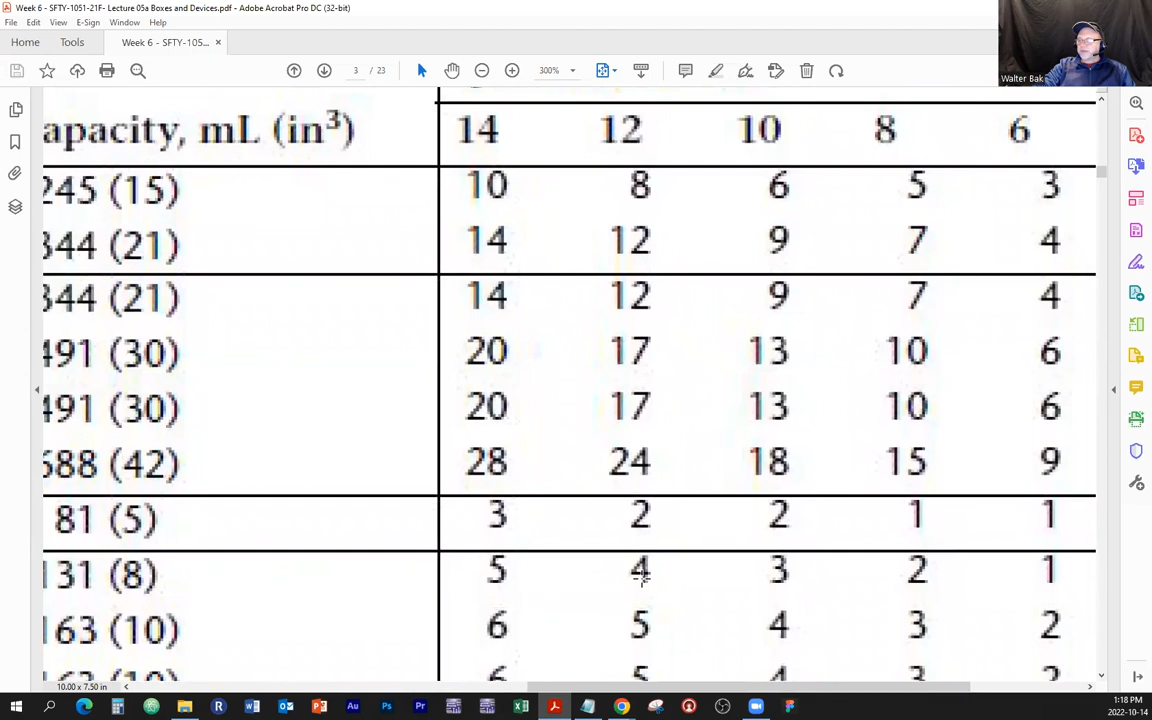 Week 6 - SFTY-1051-21F- Lecture 05a Boxes and Devices.pdf - Adobe Acrobat Pro DC (32-bit)
File Edit View E-Sign Window Help
Home Tools Week 6 - SFTY-105... ×
3 / 23 300%
Walter Bak
apacity, mL (in³) 14 12 10 8 6
245 (15) 10 8 6 5 3
344 (21) 14 12 9 7 4
344 (21) 14 12 9 7 4
491 (30) 20 17 13 10 6
491 (30) 20 17 13 10 6
688 (42) 28 24 18 15 9
81 (5) 3 2 2 1 1
131 (8) 5 4 3 2 1
163 (10) 6 5 4 3 2
10.00 x 7.50 in
1:18 PM
2022-10-14